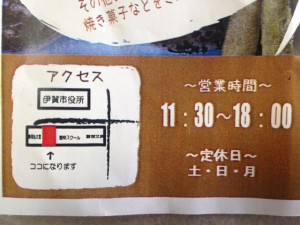 焼き菓子などをご
アクセス
伊賀市役所
ココになります
～営業時間～
11:30～18:00
～定休日～
土・日・月